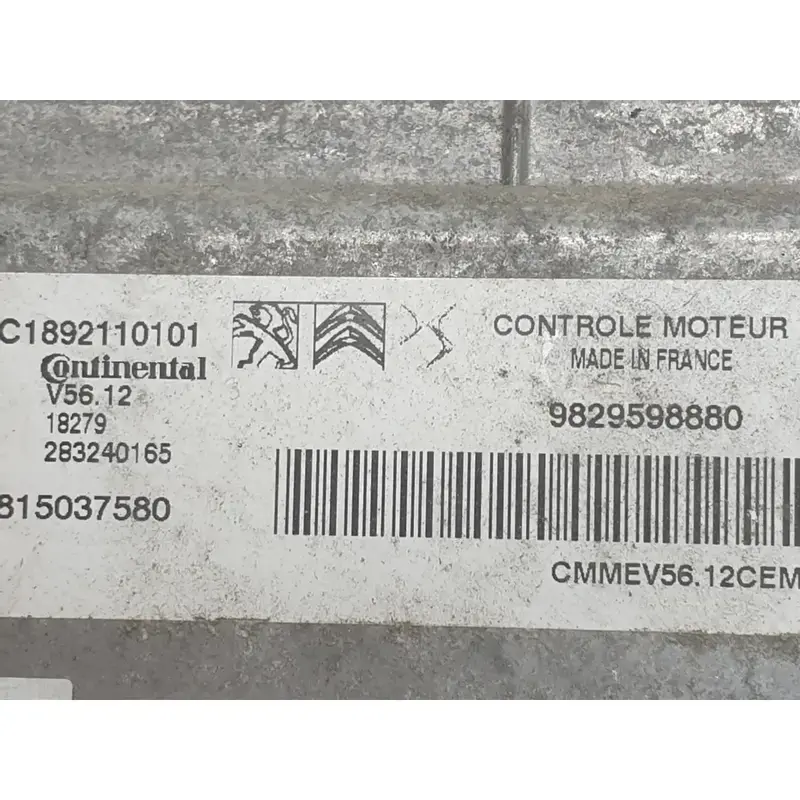 C1892110101
Continental
V56.12
18279
283240165
815037580
CONTROLE MOTEUR
MADE IN FRANCE
9829598880
CMMEV56.12CEM